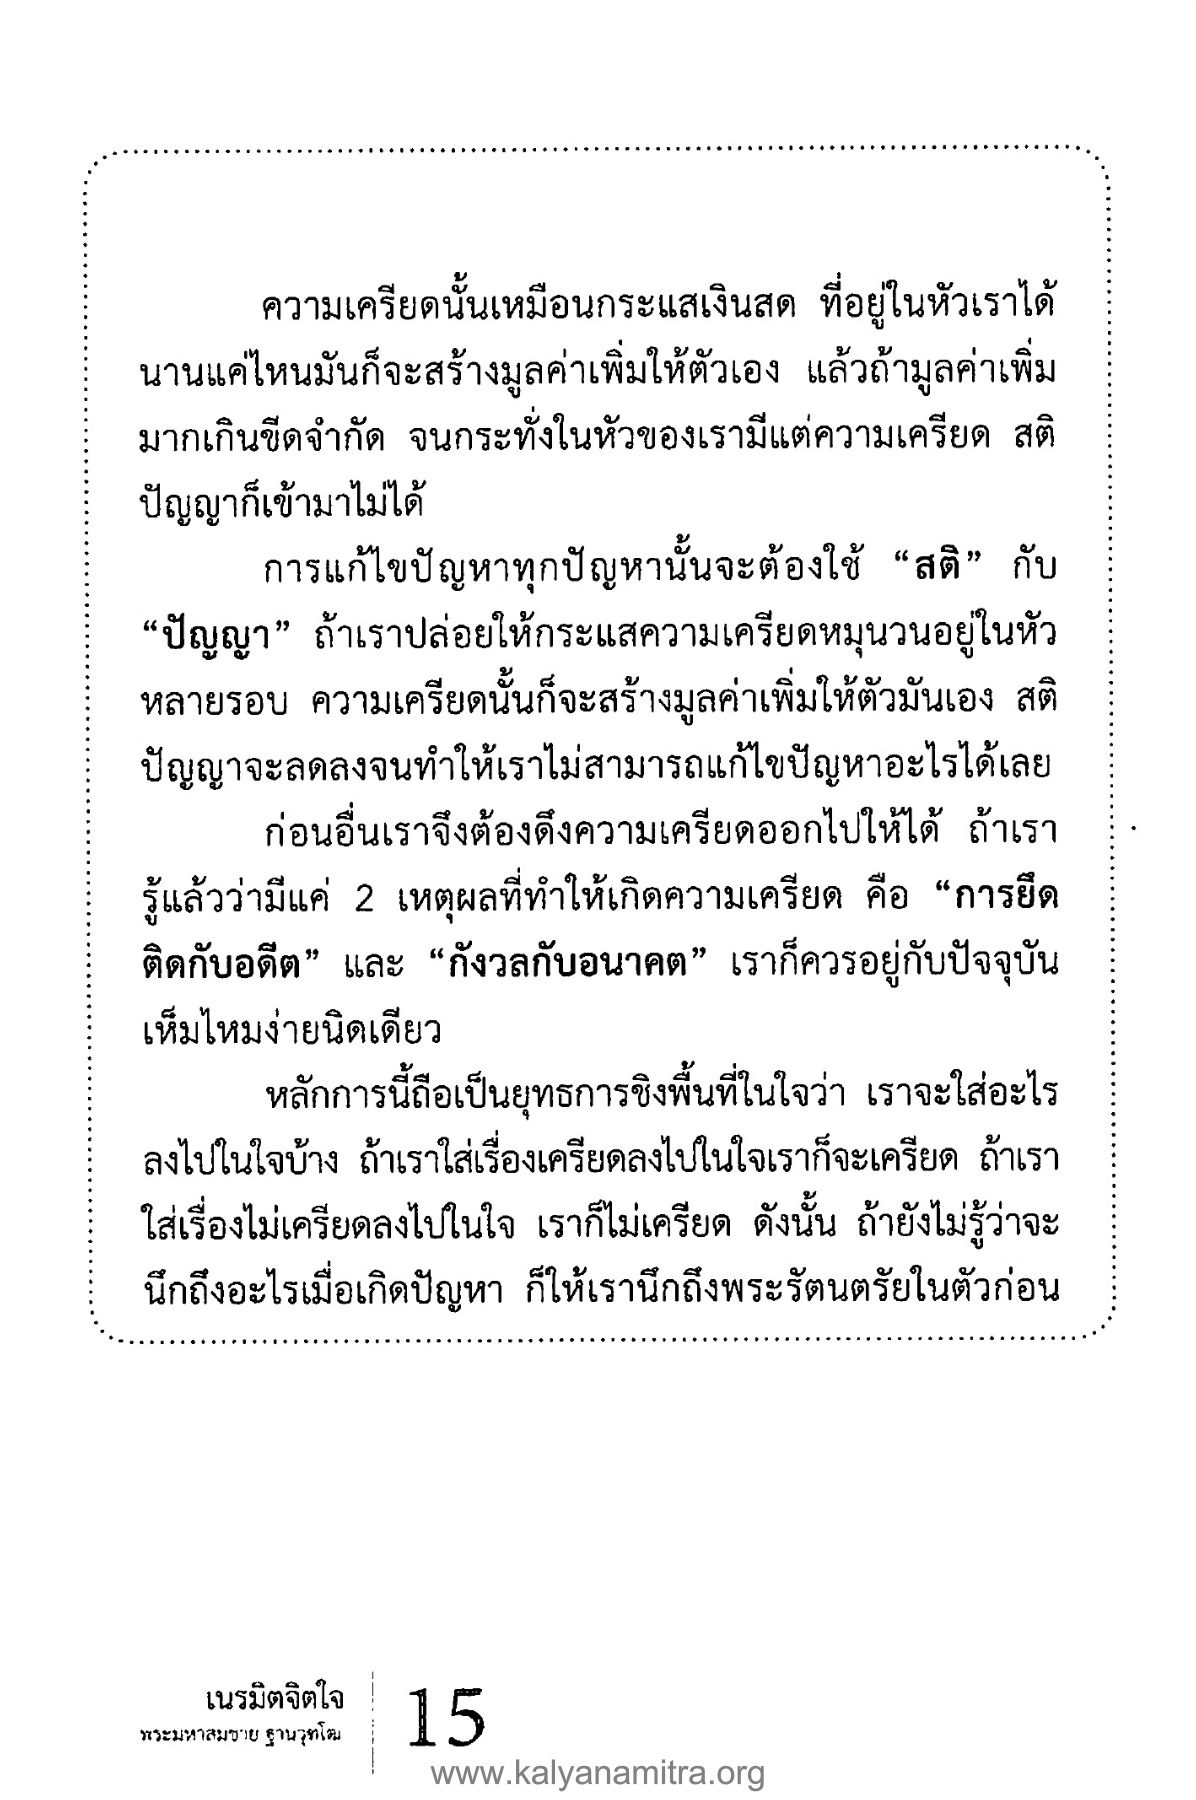 ความเครียดนั้นเหมือนกระแสเงินสด ที่อยู่ในหัวเราได้
นานแค่ไหนมันก็จะสร้างมูลค่าเพิ่มให้ตัวเอง แล้วถ้ามูลค่าเพิ่ม
มากเกินขีดจำกัด จนกระทั่งในหัวของเรามีแต่ความเครียด สติ
ปัญญาก็เข้ามาไม่ได้
การแก้ไขปัญหาทุกปัญหานั้นจะต้องใช้ “สติ” กับ
“ปัญญา” ถ้าเราปล่อยให้กระแสความเครียดหมุนวนอยู่ในหัว
หลายรอบ ความเครียดนั้นก็จะสร้างมูลค่าเพิ่มให้ตัวมันเอง สติ
ปัญญาจะลดลงจนทำให้เราไม่สามารถแก้ไขปัญหาอะไรได้เลย
ก่อนอื่นเราจึงต้องดึงความเครียดออกไปให้ได้ ถ้าเรา
รู้แล้วว่ามีแค่ 2 เหตุผลที่ทำให้เกิดความเครียด คือ “การยึด
ติดกับอดีต” และ “กังวลกับอนาคต” เราก็ควรอยู่กับปัจจุบัน
เห็มไหมง่ายนิดเดียว
หลักการนี้ถือเป็นยุทธการชิงพื้นที่ในใจว่า เราจะใส่อะไร
ลงไปในใจบ้าง ถ้าเราใส่เรื่องเครียดลงไปในใจเราก็จะเครียด ถ้าเรา
ใส่เรื่องไม่เครียดลงไปในใจ เราก็ไม่เครียด ดังนั้น ถ้ายังไม่รู้ว่าจะ
นึกถึงอะไรเมื่อเกิดปัญหา ก็ให้เรานึกถึงพระรัตนตรัยในตัวก่อน
เนรมิตจิตใจ
พระมหาสมชาย ฐานวุฑโฒ
15
www.kalyanamitra.org